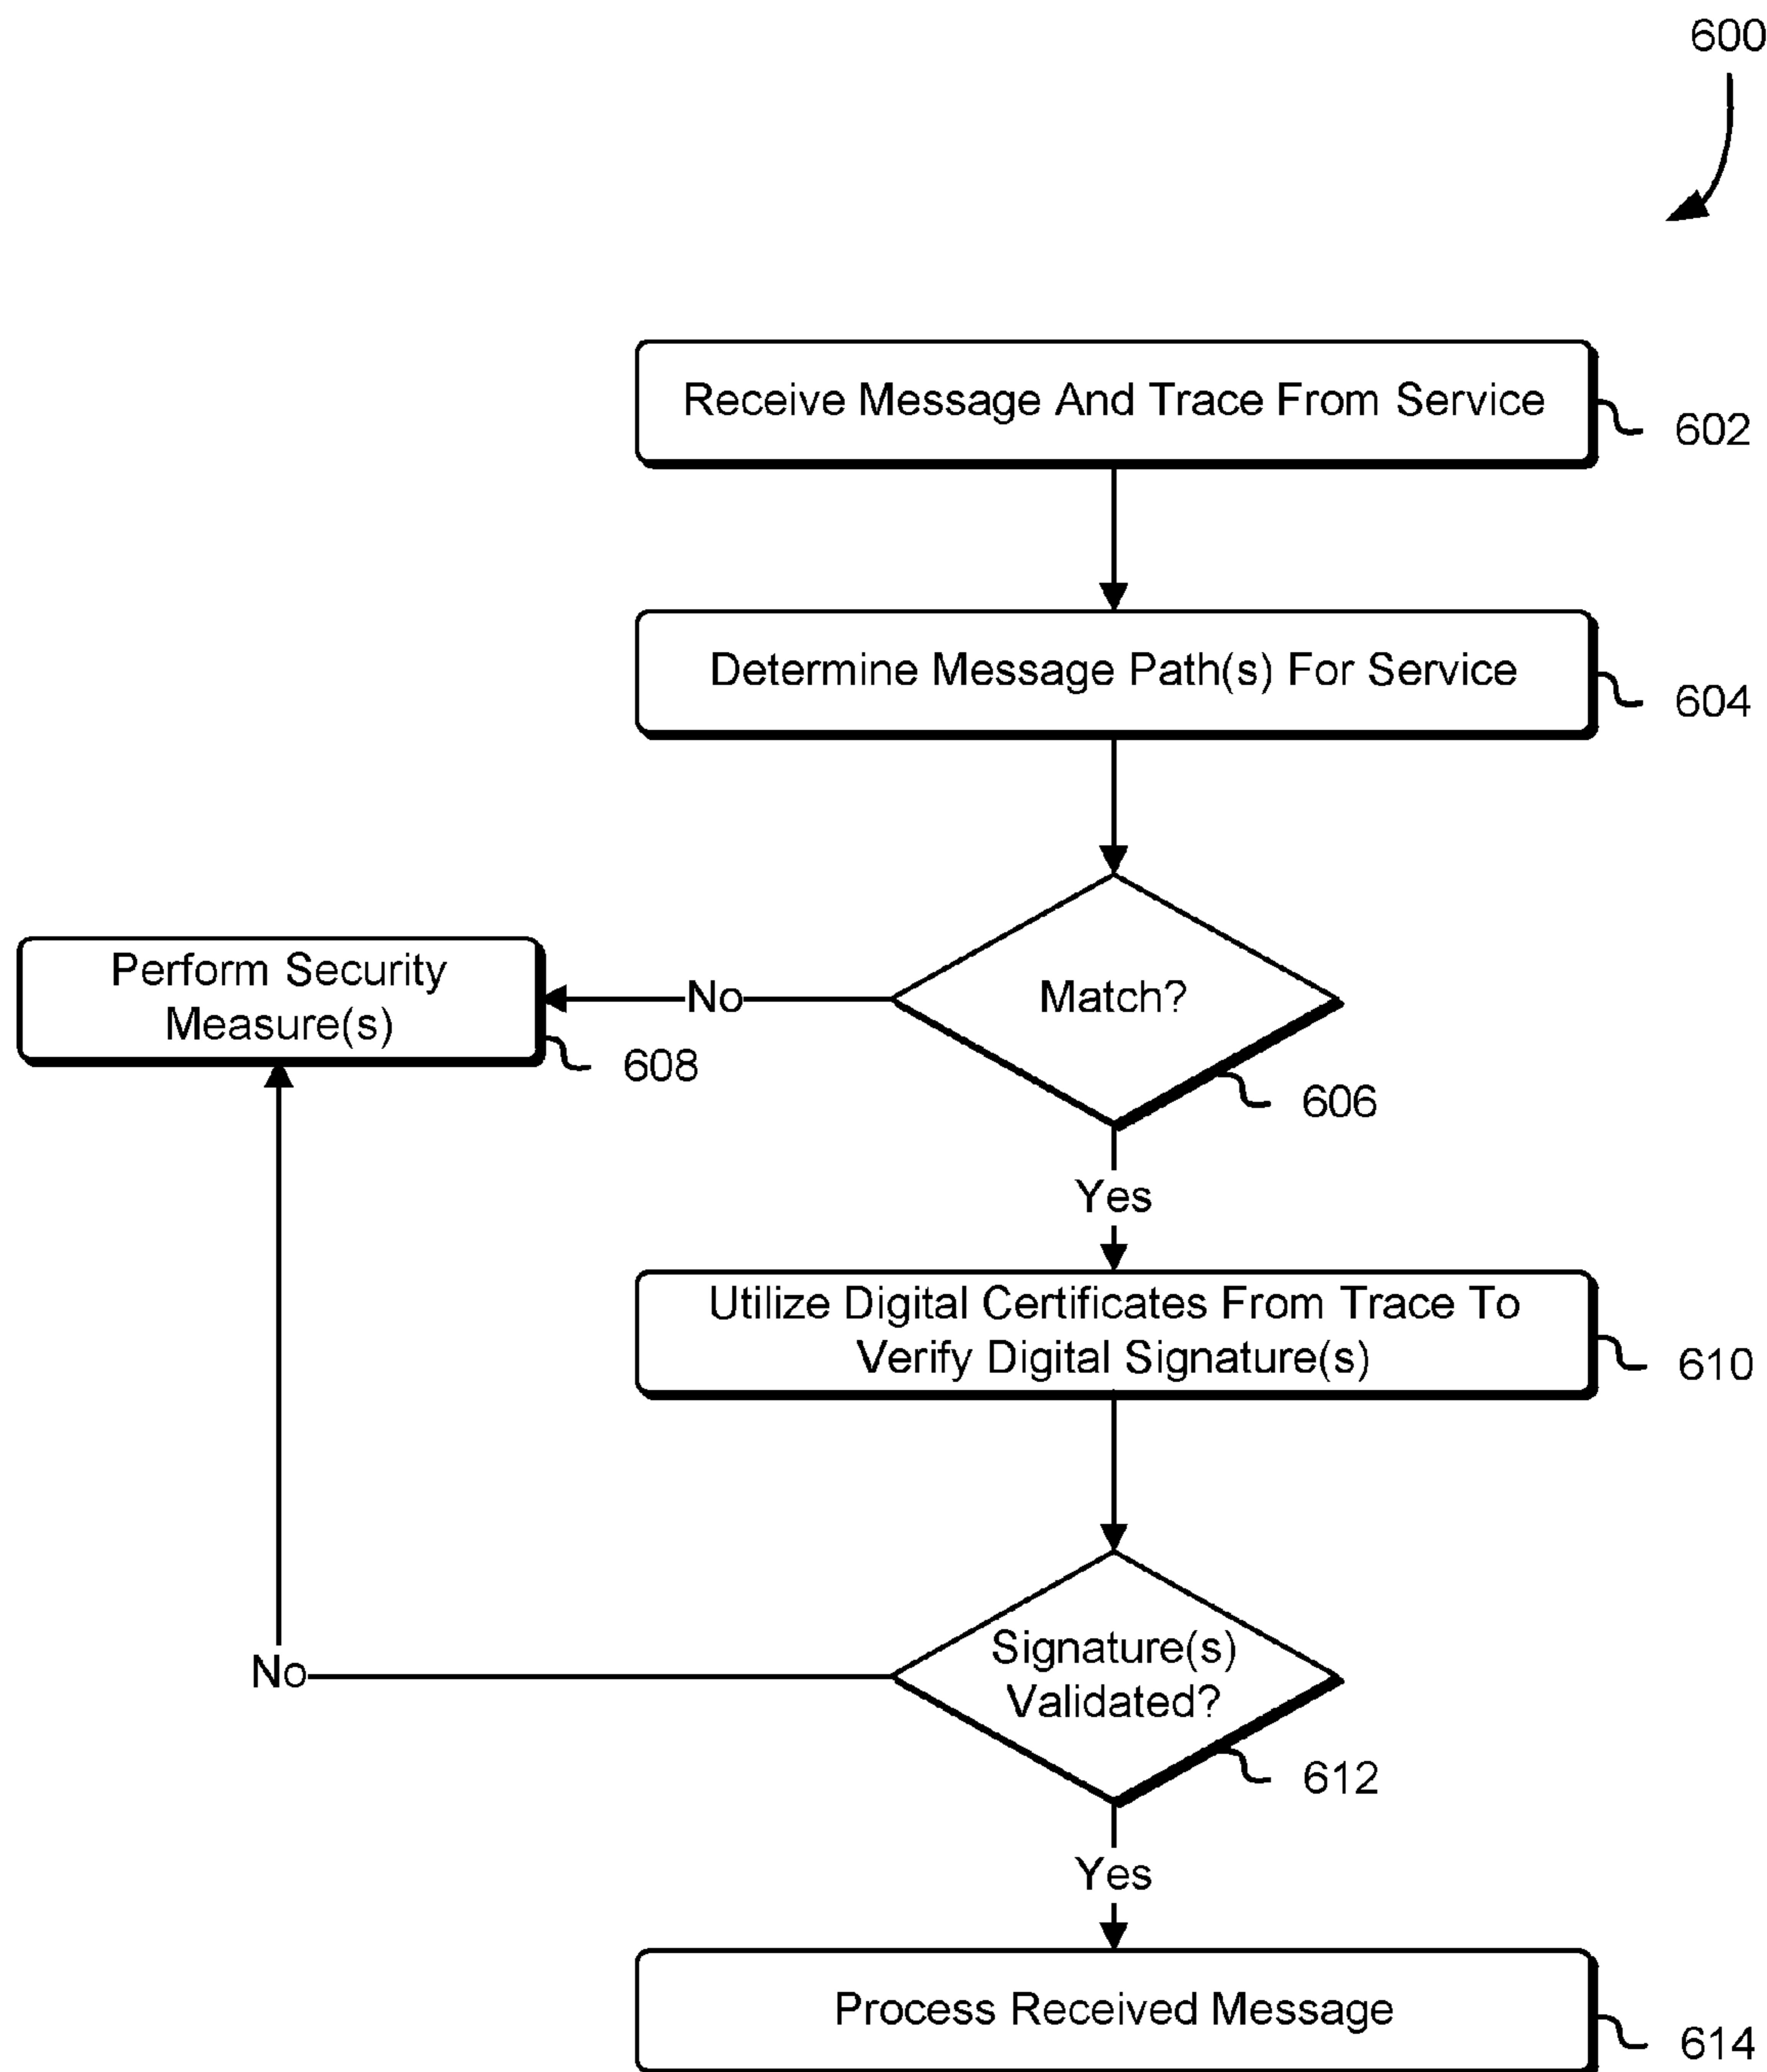 600
Receive Message And Trace From Service
602
Determine Message Path(s) For Service
604
Match?
606
No
Perform Security
Measure(s)
608
Yes
Utilize Digital Certificates From Trace To
Verify Digital Signature(s)
610
Signature(s)
Validated?
612
No
Yes
Process Received Message
614